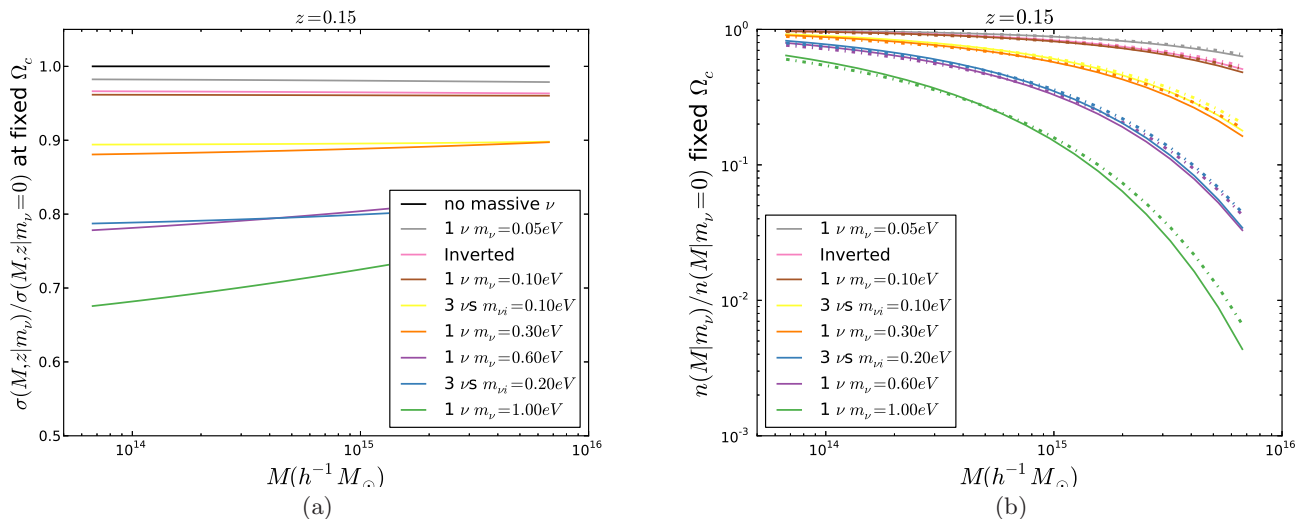 z=0.15
σ(M,z|m_ν)/σ(M,z|m_ν=0) at fixed Ω_c
1.0
0.9
0.8
0.7
0.6
0.5
no massive ν
1 ν m_ν=0.05eV
Inverted
1 ν m_ν=0.10eV
3 νs m_νi=0.10eV
1 ν m_ν=0.30eV
1 ν m_ν=0.60eV
3 νs m_νi=0.20eV
1 ν m_ν=1.00eV
10^14
10^15
10^16
M(h^−1 M_⊙)
(a)
z=0.15
n(M|m_ν)/n(M|m_ν=0) fixed Ω_c
10^0
10^-1
10^-2
10^-3
1 ν m_ν=0.05eV
Inverted
1 ν m_ν=0.10eV
3 νs m_νi=0.10eV
1 ν m_ν=0.30eV
3 νs m_νi=0.20eV
1 ν m_ν=0.60eV
1 ν m_ν=1.00eV
10^14
10^15
10^16
M(h^−1 M_⊙)
(b)